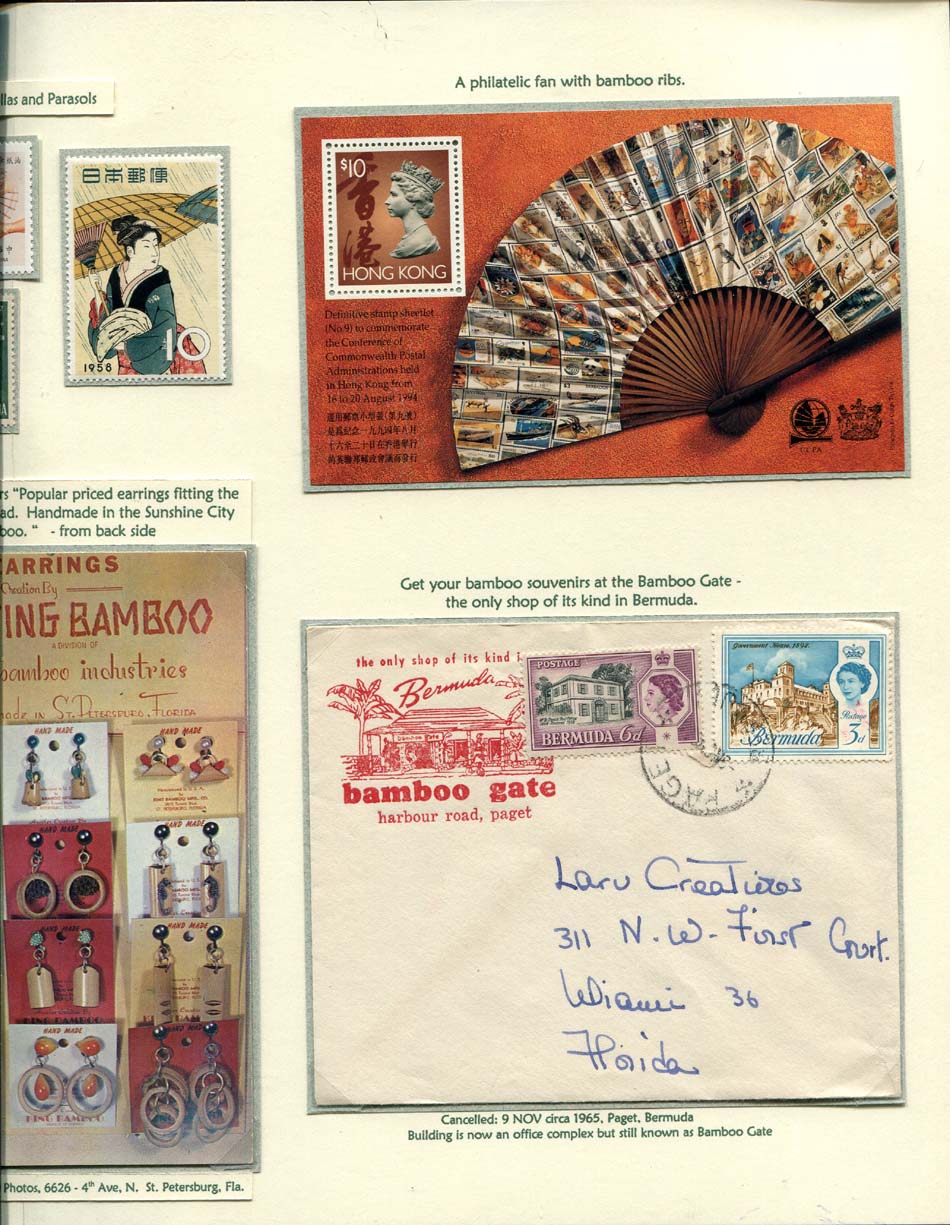 llas and Parasols
日本郵便
1958
10
rs "Popular priced earrings fitting the
ad. Handmade in the Sunshine City
boo. " - from back side
EARRINGS
Creation By
ING BAMBOO
A DIVISION OF
bamboo industries
made in St. Petersburg, Florida
HAND MADE
HAND MADE
HAND MADE
HAND MADE
HAND MADE
HAND MADE
HAND MADE
KING BAMBOO
KING BAMBOO
Photos, 6626 - 4th Ave, N. St. Petersburg, Fla.
A philatelic fan with bamboo ribs.
$10
香港
HONG KONG
Definitive stamp sheetlet
(No.9) to commemorate
the Conference of
Commonwealth Postal
Administrations held
in Hong Kong from
16 to 20 August 1994
通用郵票小型張（第九號）
是為紀念一九九四年八月
十六至二十日在香港舉行
的英聯邦郵政會議而發行
CCPA
Get your bamboo souvenirs at the Bamboo Gate -
the only shop of its kind in Bermuda.
the only shop of its kind i
Bermuda
bamboo gate
bamboo gate
harbour road, paget
POSTAGE
BERMUDA 6d
Government House, 1892.
Postage
Bermuda 3d
PAGE
Laru Creations
311 N.W- First Court.
Miami 36
Florida
Cancelled: 9 NOV circa 1965, Paget, Bermuda
Building is now an office complex but still known as Bamboo Gate